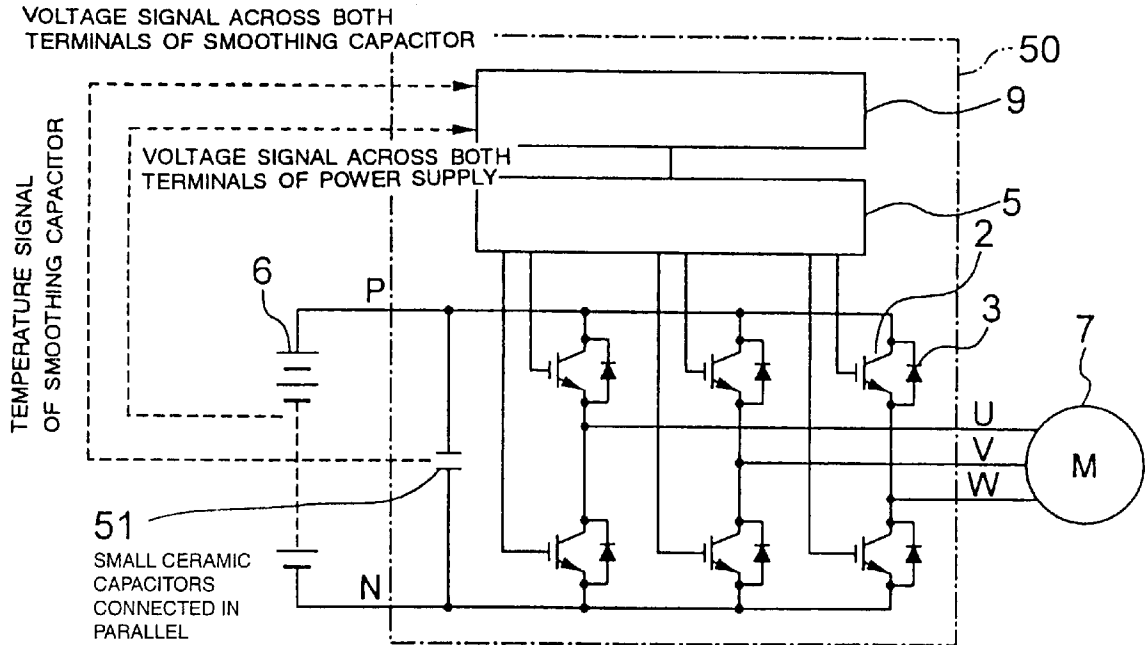 VOLTAGE SIGNAL ACROSS BOTH
TERMINALS OF SMOOTHING CAPACITOR
50
9
VOLTAGE SIGNAL ACROSS BOTH
TERMINALS OF POWER SUPPLY
TEMPERATURE SIGNAL
OF SMOOTHING CAPACITOR
5
2
6
P
3
7
U
V
M
W
51
SMALL CERAMIC
CAPACITORS
CONNECTED IN
PARALLEL
N